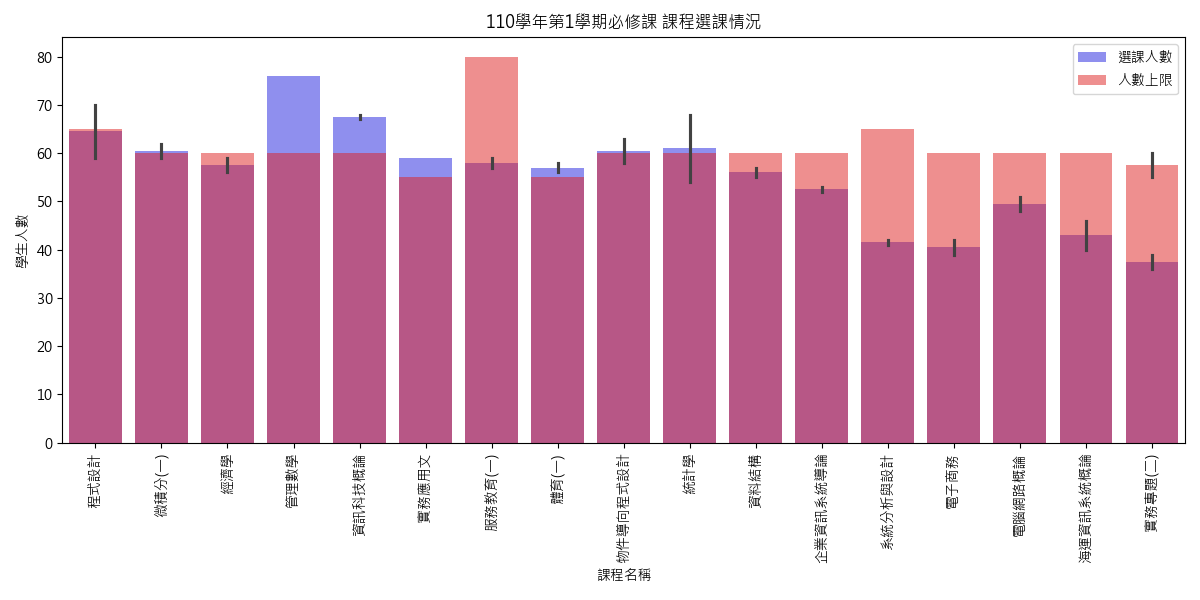 110學年第1學期必修課 課程選課情況
選課人數
人數上限
學生人數
80
70
60
50
40
30
20
10
0
程式設計
微積分(一)
經濟學
管理數學
資訊科技概論
實務應用文
服務教育(一)
體育(一)
物件導向程式設計
統計學
資料結構
企業資訊系統導論
系統分析與設計
電子商務
電腦網路概論
海運資訊系統概論
實務專題(二)
課程名稱